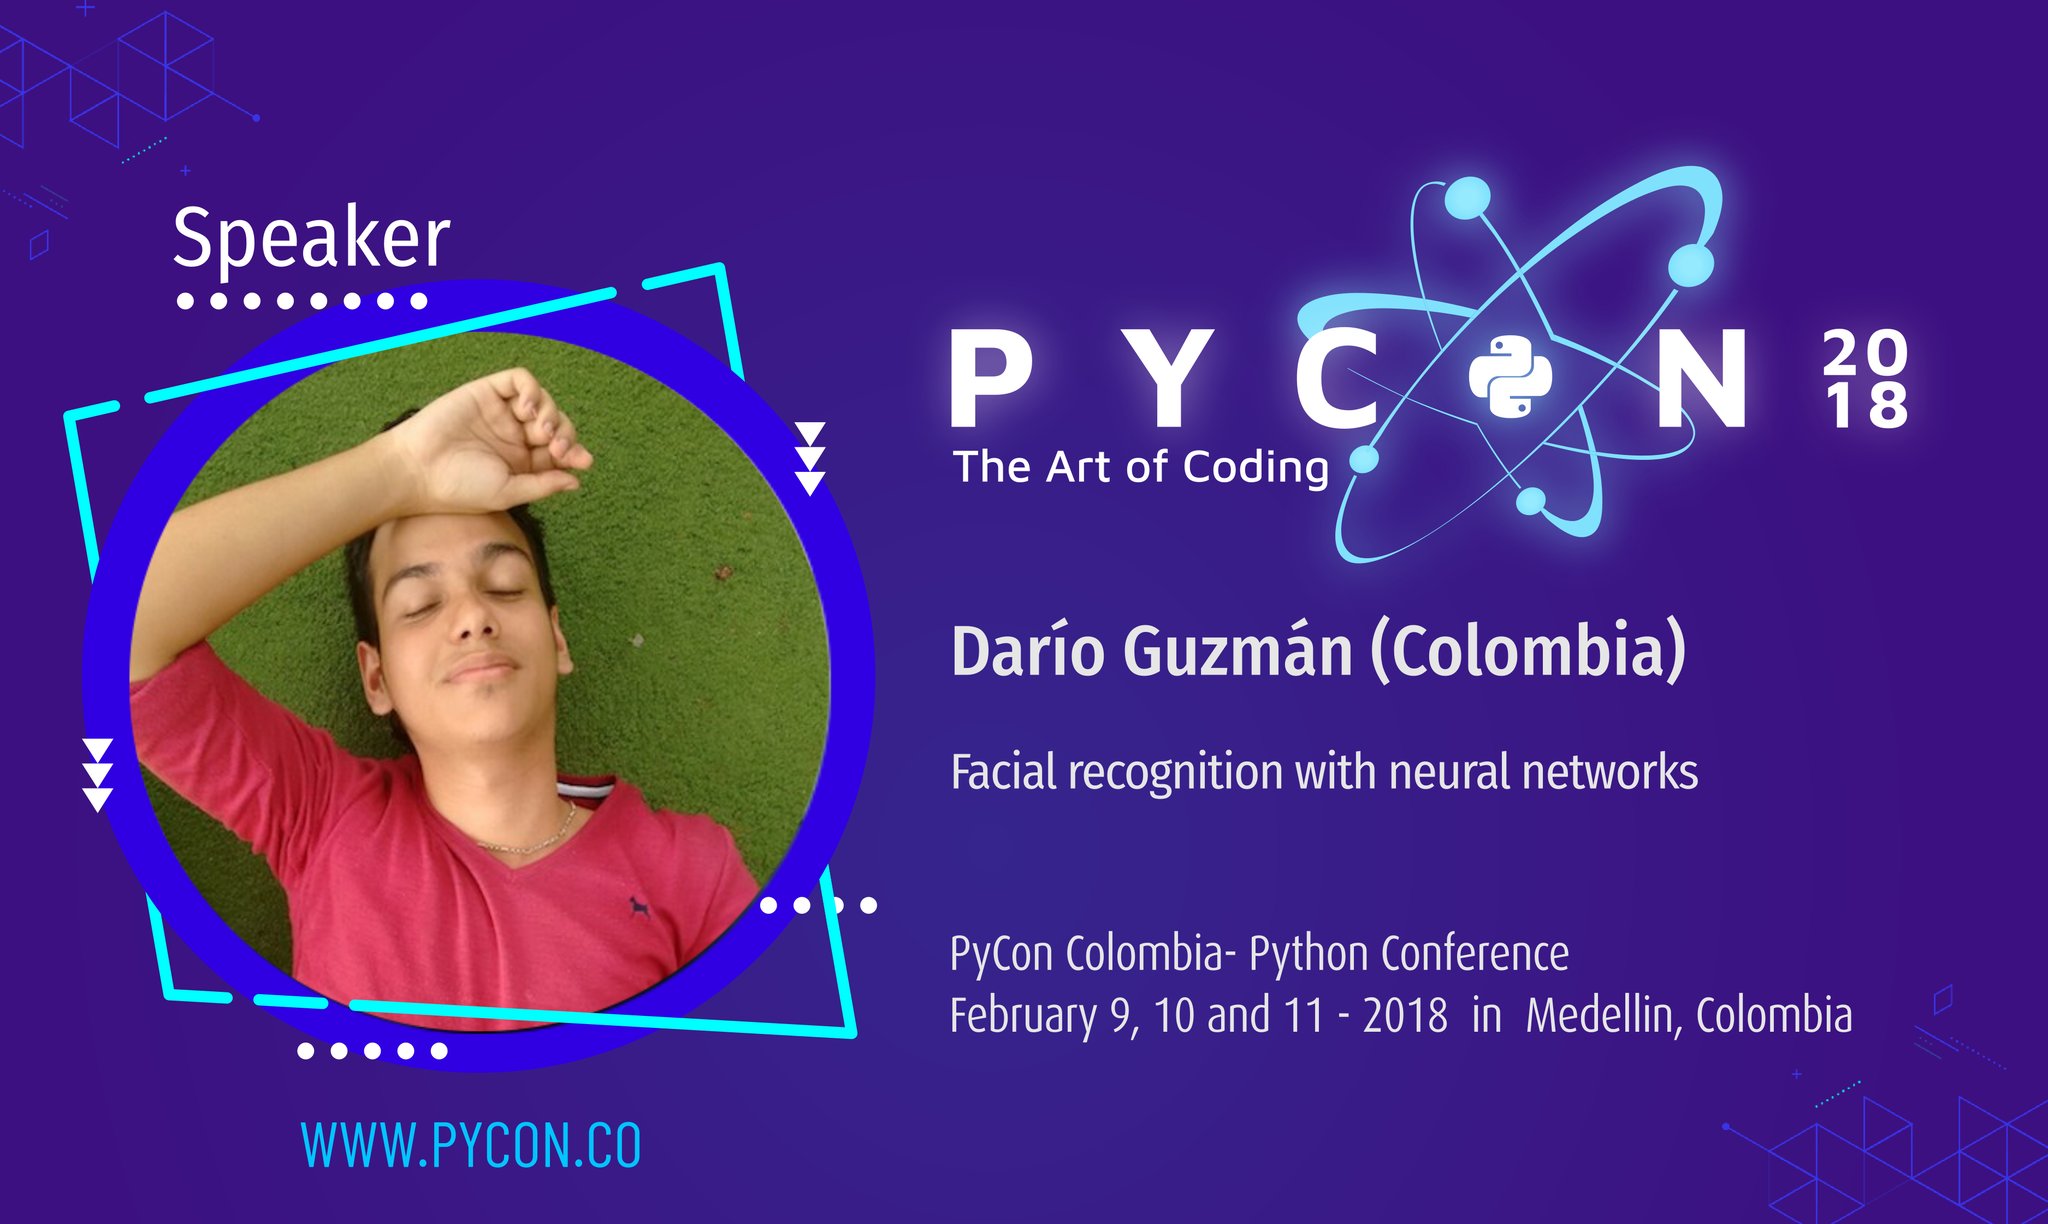 Speaker
PYCON
2018
The Art of Coding
Darío Guzmán (Colombia)
Facial recognition with neural networks
PyCon Colombia- Python Conference
February 9, 10 and 11 - 2018 in Medellin, Colombia
WWW.PYCON.CO